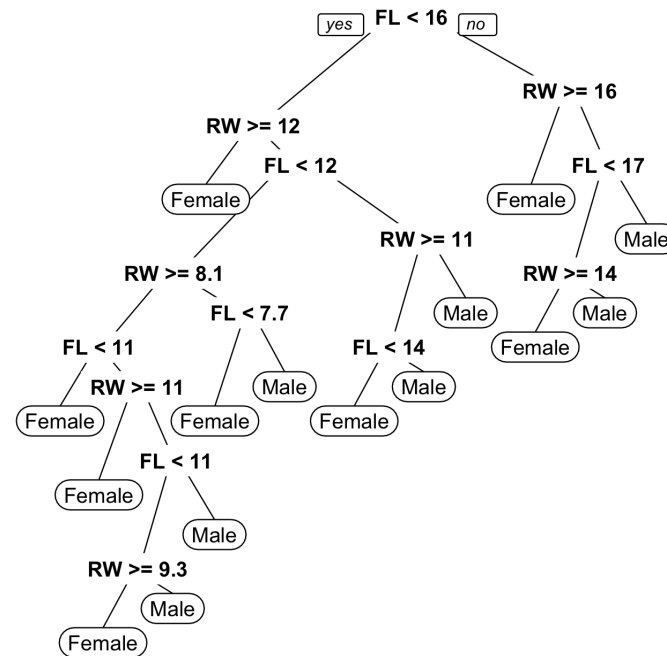 yes FL < 16 no
RW >= 16
RW >= 12
FL < 12 FL < 17
Female Female
RW >= 11 Male
RW >= 8.1 RW >= 14
FL < 7.7 Male Male
FL < 11 FL < 14 Female
RW >= 11 Male Male
Female Female Female
FL < 11
Female
Male
RW >= 9.3
Male
Female